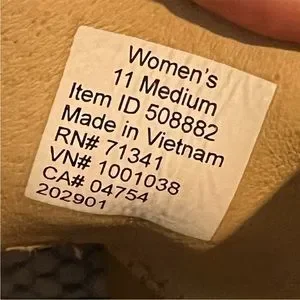 Women's
11 Medium
Item ID 508882
Made in Vietnam
RN# 71341
VN# 1001038
CA# 04754
202901